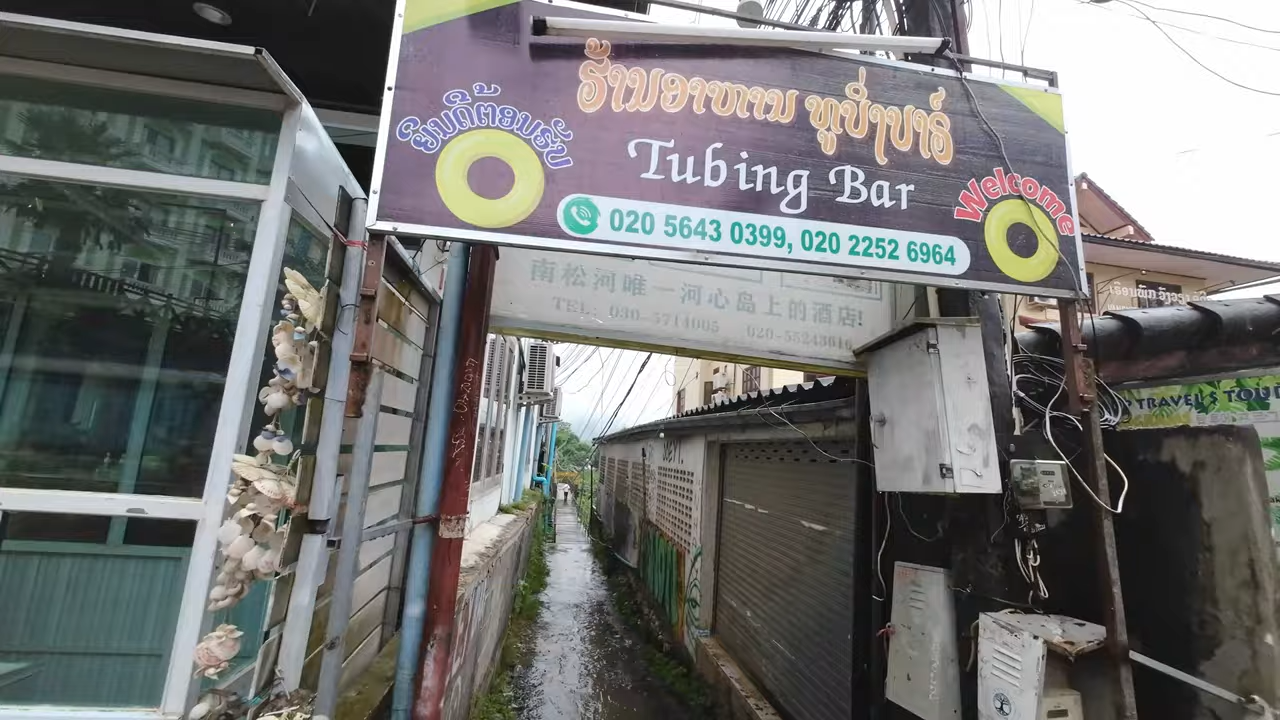 ຮ້ານອາຫານ ທູບິ່ງບາຣ໌
ຍິນດີຕ້ອນຮັບ
Tubing Bar
Welcome
020 5643 0399, 020 2252 6964
南松河唯一河心岛上的酒店!
TEL: 030-5714005 020-55243616
TRAVELS TOUR